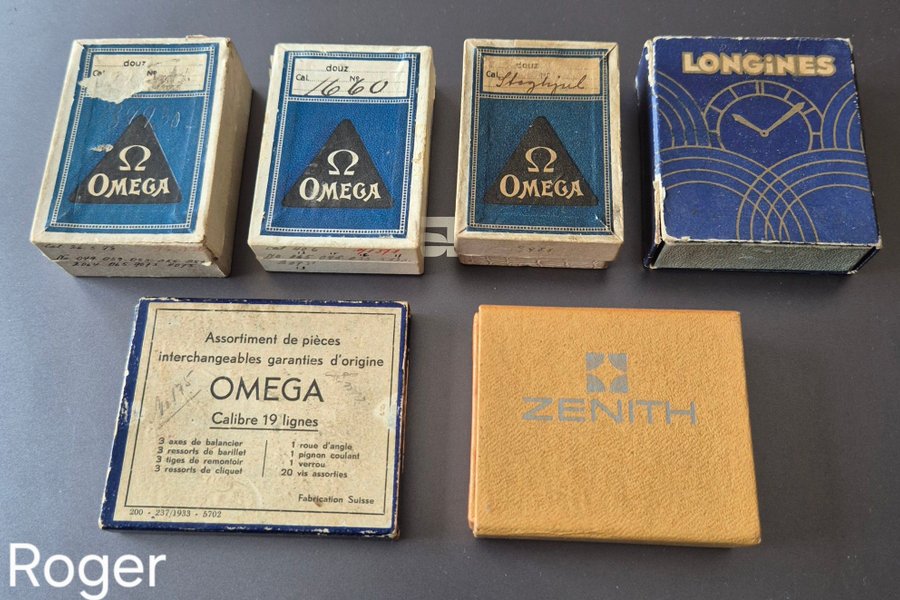 douz
Cal. No
Ω
OMEGA
douz
Cal. No
1660
Ω
OMEGA
douz
Cal.
Ω
OMEGA
LONGINES
Assortiment de pièces
interchangeables garanties d'origine
OMEGA
Calibre 19 lignes
3 axes de balancier
3 ressorts de barillet
3 tiges de remontoir
3 ressorts de cliquet
1 roue d'angle
1 pignon coulant
1 verrou
20 vis assorties
Fabrication Suisse
200 - 237/1933 - 5702
ZENITH
Roger